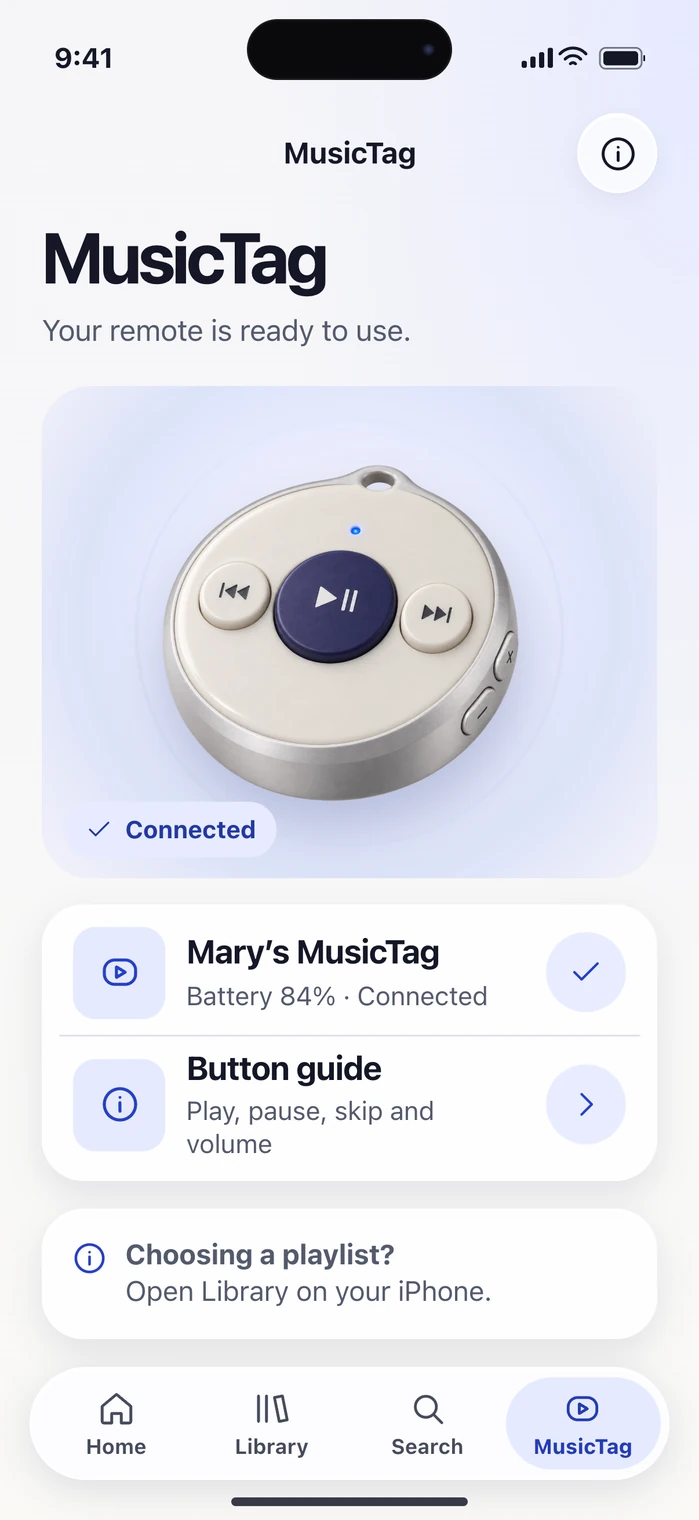 9:41
MusicTag
MusicTag
Your remote is ready to use.
Connected
Mary’s MusicTag
Battery 84% · Connected
Button guide
Play, pause, skip and
volume
Choosing a playlist?
Open Library on your iPhone.
Home
Library
Search
MusicTag